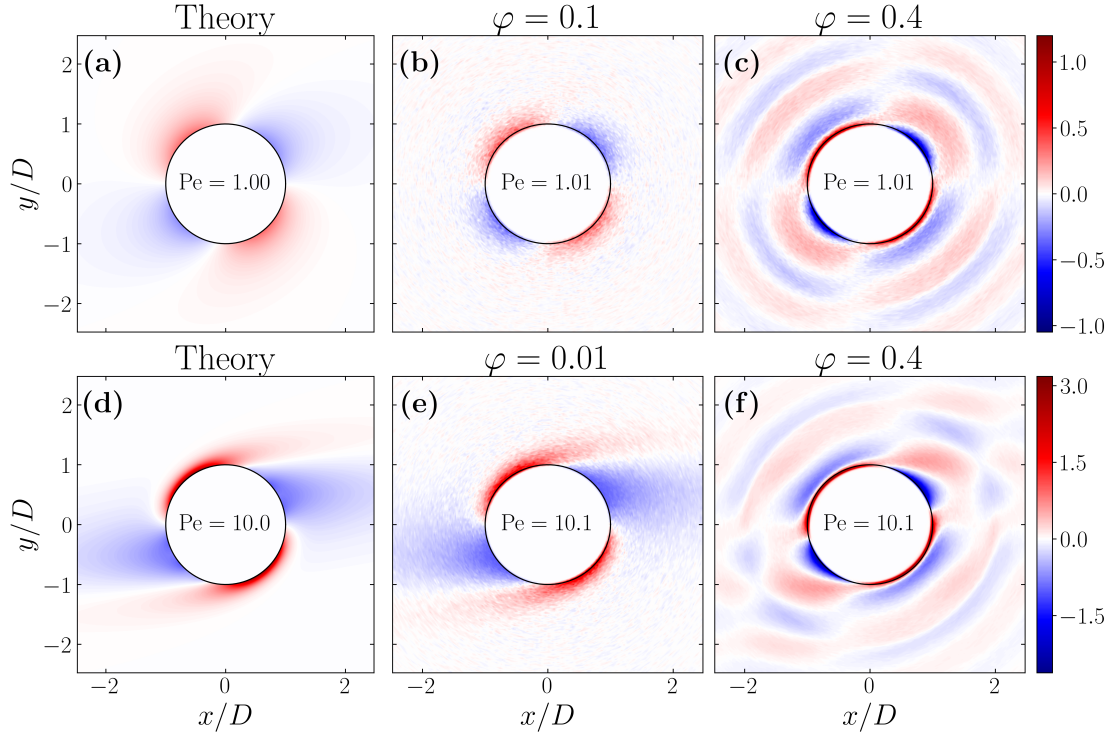 Theory
φ = 0.1
φ = 0.4
(a)
(b)
(c)
Pe = 1.00
Pe = 1.01
Pe = 1.01
y/D
2
1
0
−1
−2
1.0
0.5
0.0
−0.5
−1.0
Theory
φ = 0.01
φ = 0.4
(d)
(e)
(f)
Pe = 10.0
Pe = 10.1
Pe = 10.1
y/D
2
1
0
−1
−2
3.0
1.5
0.0
−1.5
−2 0 2
−2 0 2
−2 0 2
x/D
x/D
x/D